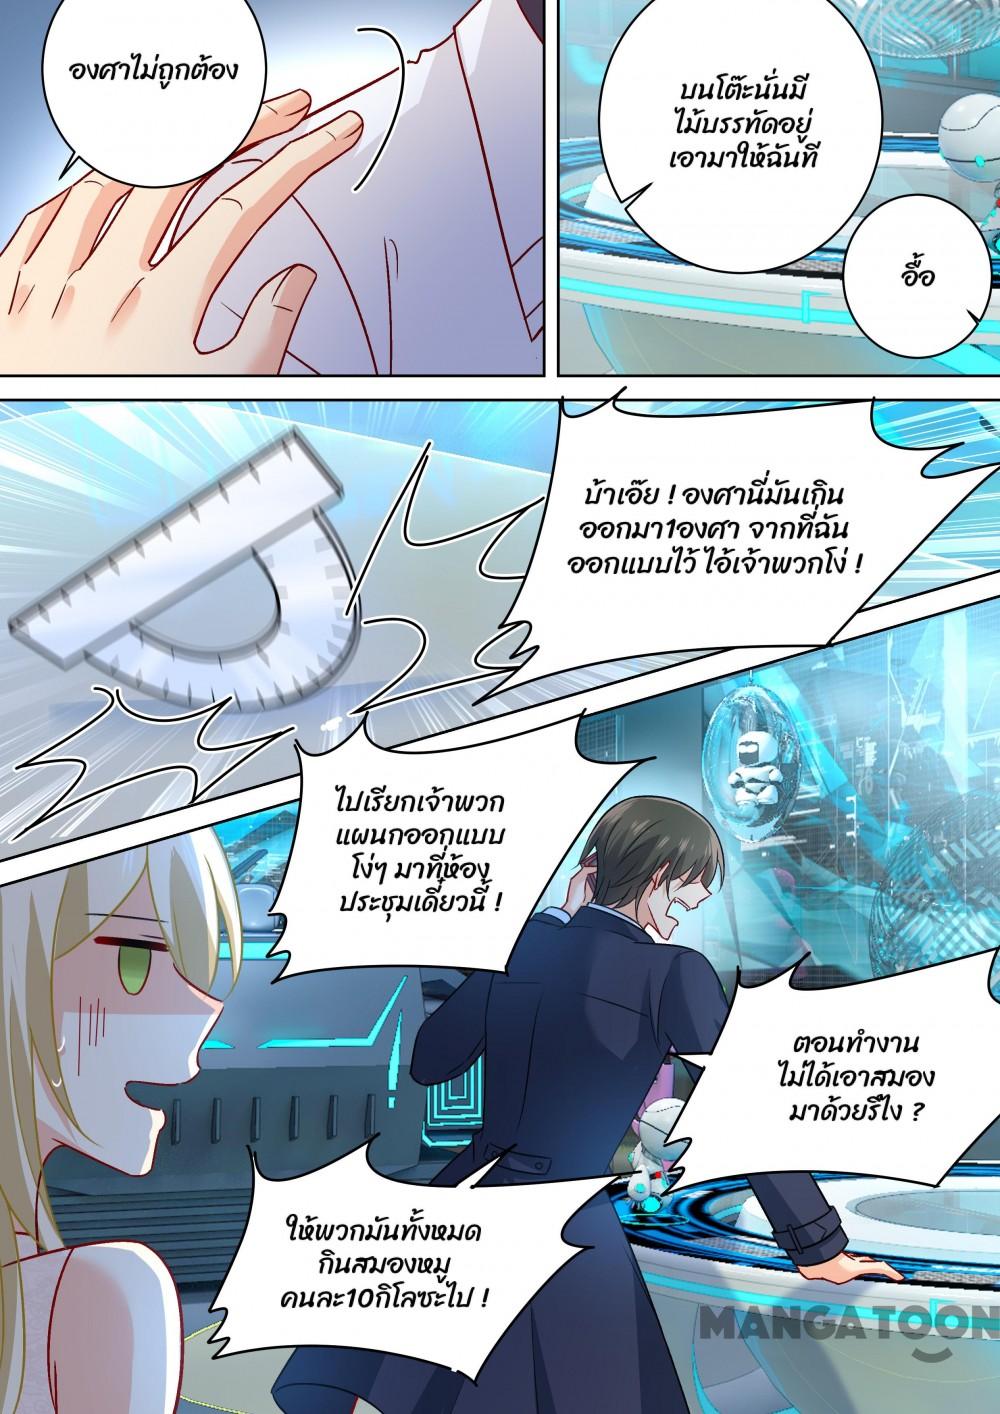 องศาไม่ถูกต้อง
บนโต๊ะนั่นมี
ไม้บรรทัดอยู่
เอามาให้ฉันที
อื้อ
บ้าเอ๊ย ! องศานี่มันเกิน
ออกมา1องศา จากที่ฉัน
ออกแบบไว้ ไอ้เจ้าพวกโง่ !
ไปเรียกเจ้าพวก
แผนกออกแบบ
โง่ๆ มาที่ห้อง
ประชุมเดี๋ยวนี้ !
ตอนทำงาน
ไม่ได้เอาสมอง
มาด้วยรึไง ?
ให้พวกมันทั้งหมด
กินสมองหมู
คนละ10กิโลซะไป !
MANGATOON